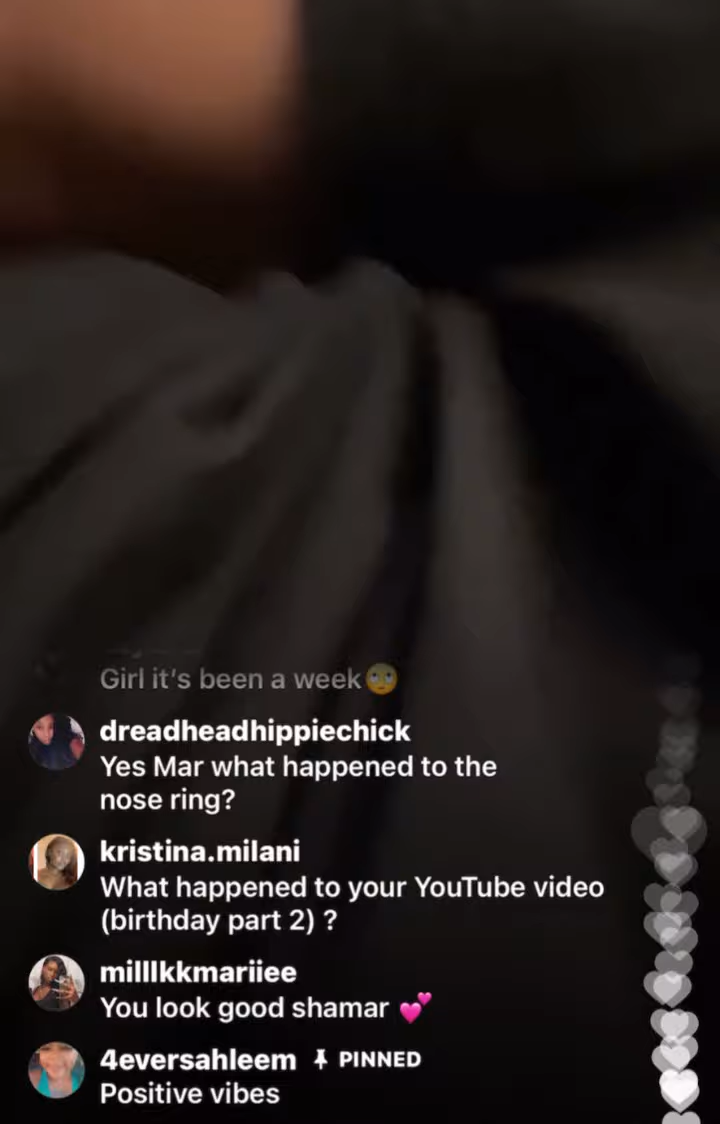 Girl it’s been a week🙄
dreadheadhippiechick
Yes Mar what happened to the
nose ring?
kristina.milani
What happened to your YouTube video
(birthday part 2) ?
milllkkmariiee
You look good shamar 💕
4eversahleem PINNED
Positive vibes